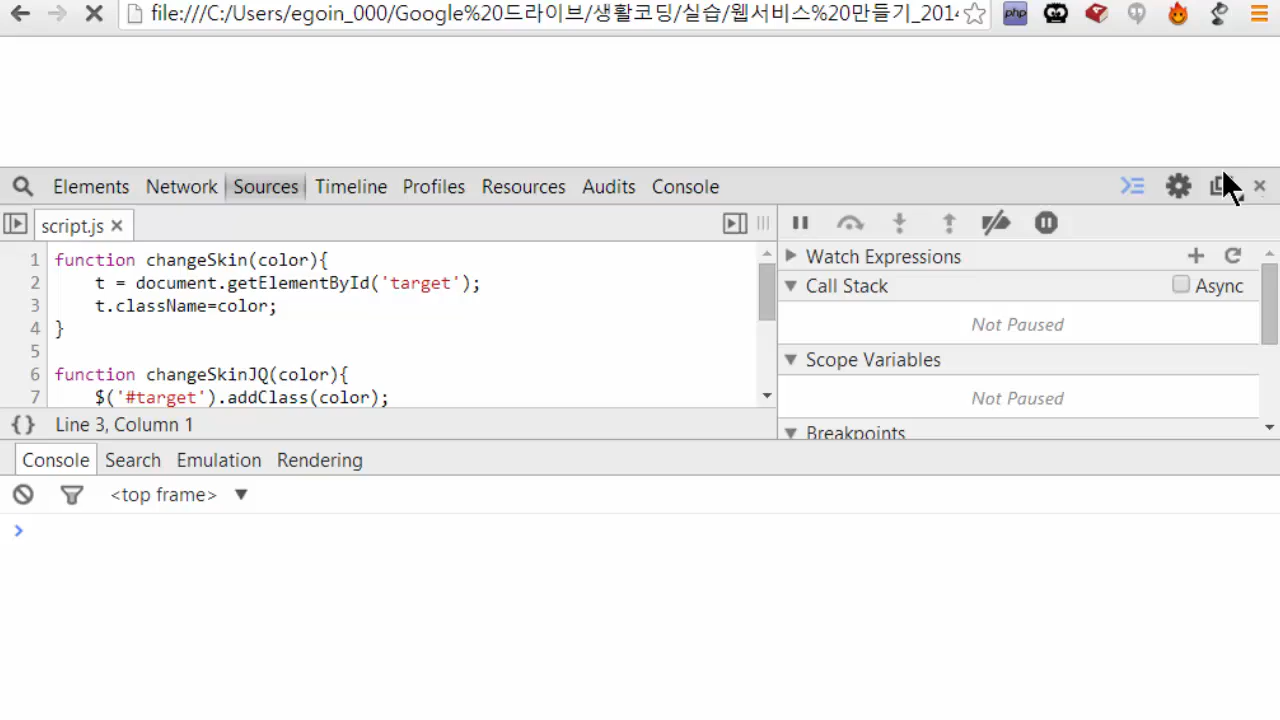 file:///C:/Users/egoin_000/Google%20드라이브/생활코딩/실습/웹서비스%20만들기_2014
php
Elements Network Sources Timeline Profiles Resources Audits Console
script.js
1 function changeSkin(color){
2 t = document.getElementById('target');
3 t.className=color;
4 }
5
6 function changeSkinJQ(color){
7 $('#target').addClass(color);
{} Line 3, Column 1
Watch Expressions
Call Stack Async
Not Paused
Scope Variables
Not Paused
Breakpoints
Console Search Emulation Rendering
<top frame>